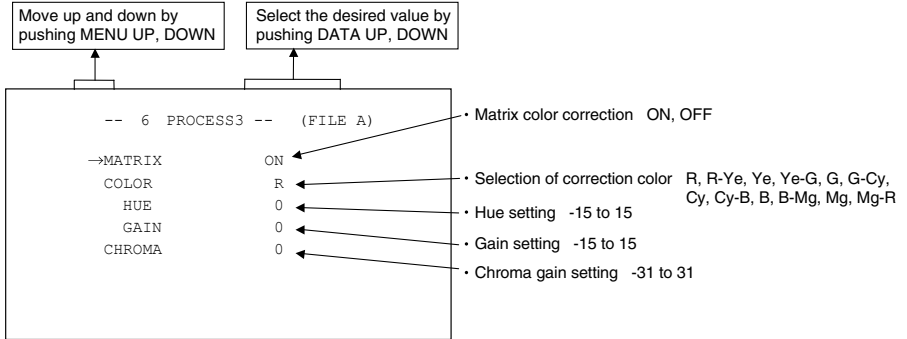 Move up and down by
pushing MENU UP, DOWN
Select the desired value by
pushing DATA UP, DOWN
-- 6 PROCESS3 -- (FILE A)
→MATRIX ON
COLOR R
HUE 0
GAIN 0
CHROMA 0
・Matrix color correction ON, OFF
・Selection of correction color R, R-Ye, Ye, Ye-G, G, G-Cy,
Cy, Cy-B, B, B-Mg, Mg, Mg-R
・Hue setting -15 to 15
・Gain setting -15 to 15
・Chroma gain setting -31 to 31